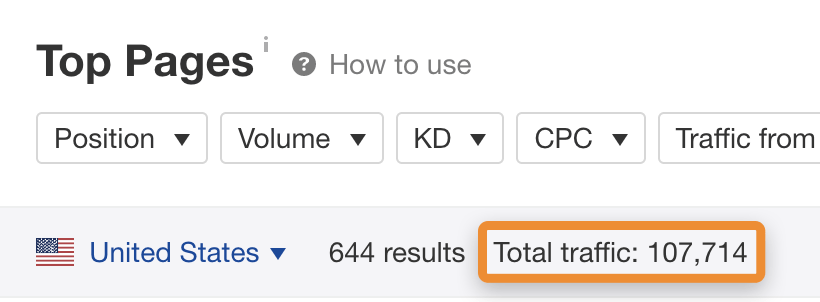 Top Pages i ? How to use
Position ▼ Volume ▼ KD ▼ CPC ▼ Traffic from
United States ▼ 644 results Total traffic: 107,714